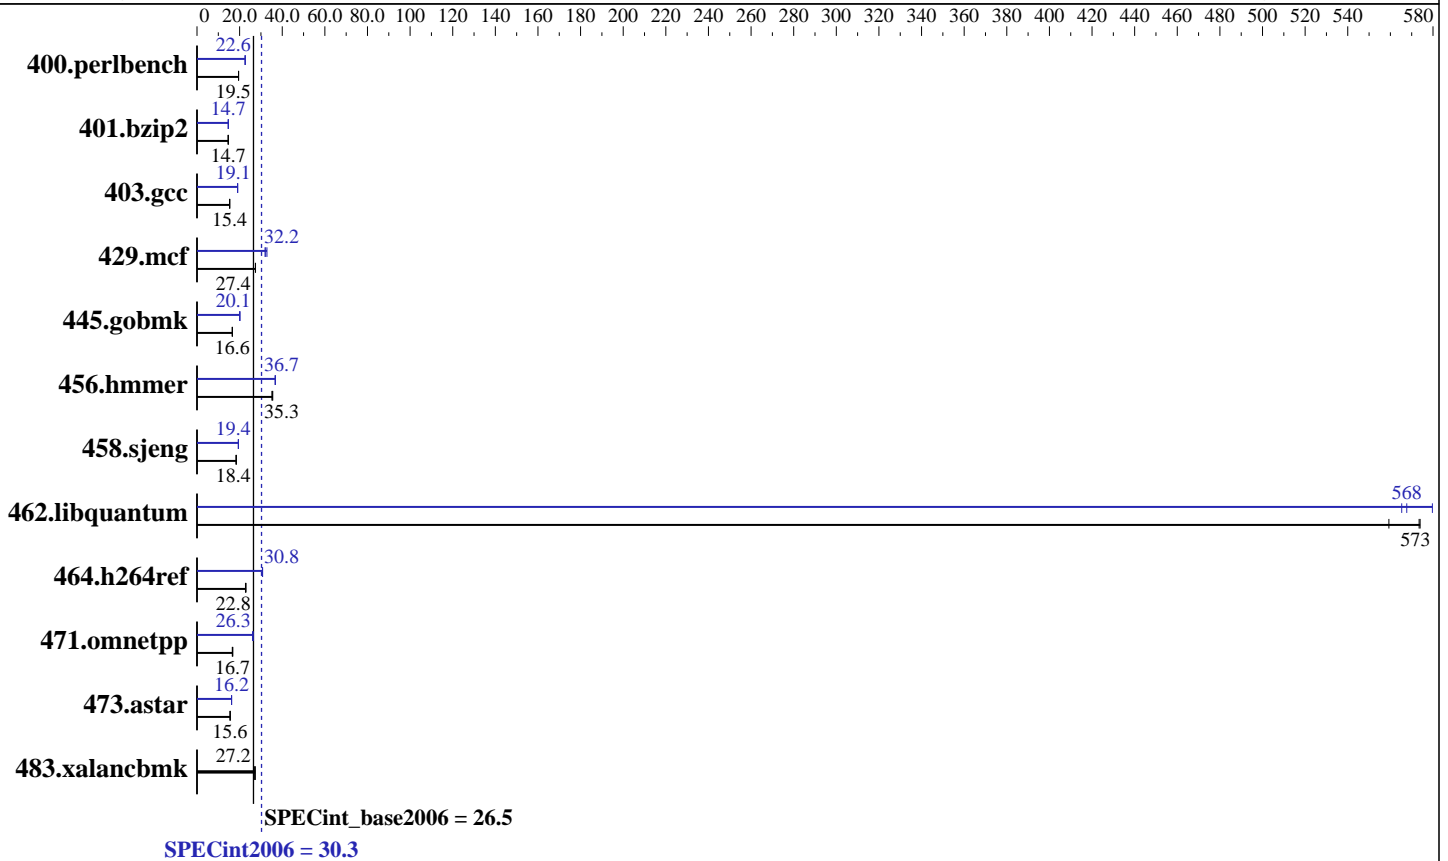 0 20.0 40.0 60.0 80.0 100 120 140 160 180 200 220 240 260 280 300 320 340 360 380 400 420 440 460 480 500 520 540 580
22.6
400.perlbench
19.5
14.7
401.bzip2
14.7
19.1
403.gcc
15.4
32.2
429.mcf
27.4
20.1
445.gobmk
16.6
36.7
456.hmmer
35.3
19.4
458.sjeng
18.4
568
462.libquantum
573
30.8
464.h264ref
22.8
26.3
471.omnetpp
16.7
16.2
473.astar
15.6
27.2
483.xalancbmk
SPECint_base2006 = 26.5
SPECint2006 = 30.3